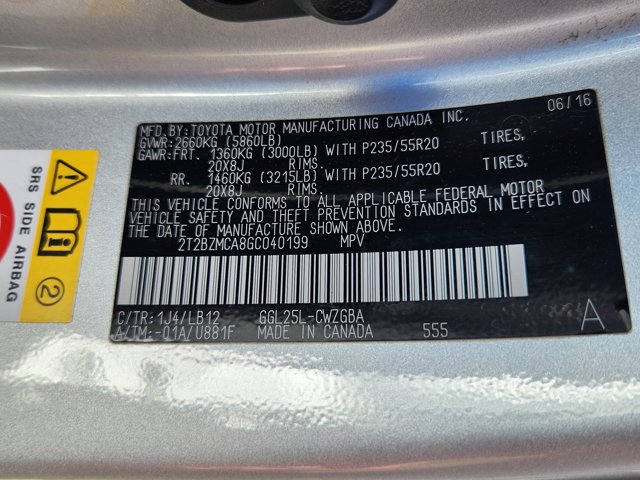 06/16
MFD.BY:TOYOTA MOTOR MANUFACTURING CANADA INC.
GVWR:2660KG (5860LB)
GAWR:FRT. 1360KG (3000LB) WITH P235/55R20 TIRES,
20X8J RIMS.
RR. 1460KG (3215LB) WITH P235/55R20 TIRES,
20X8J RIMS.
THIS VEHICLE CONFORMS TO ALL APPLICABLE FEDERAL MOTOR
VEHICLE SAFETY AND THEFT PREVENTION STANDARDS IN EFFECT ON
THE DATE OF MANUFACTURE SHOWN ABOVE.
2T2BZMCA8GC040199 MPV
C/TR:1J4/LB12 GGL25L-CWZGBA A
A/TM:-01A/U881F MADE IN CANADA 555
SRS SIDE AIRBAG
2